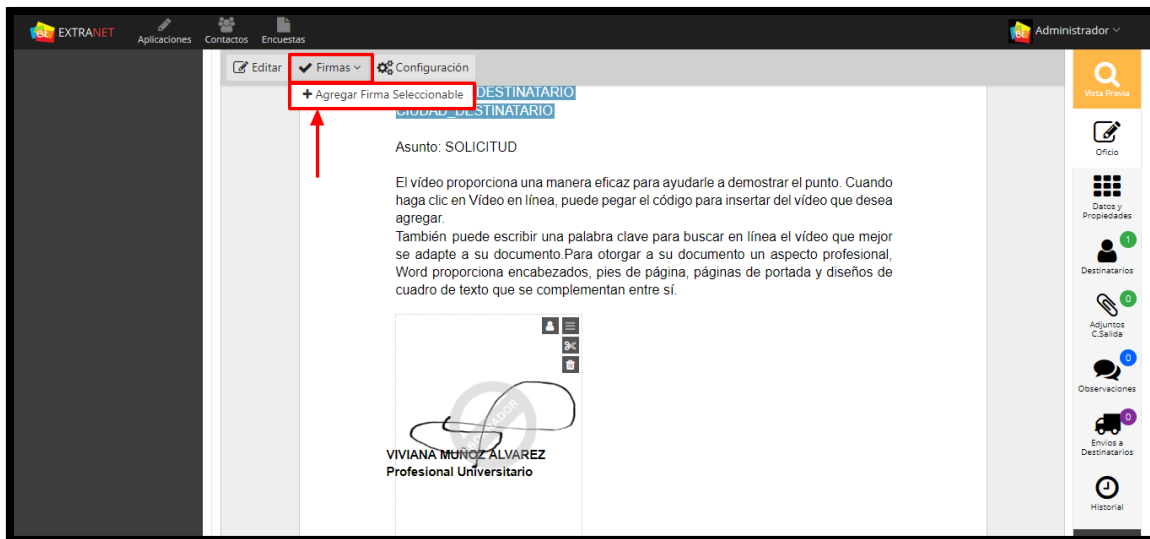 EXTRANET
Aplicaciones
Contactos
Encuestas
Administrador
Editar
Firmas
Configuración
+ Agregar Firma Seleccionable
DESTINATARIO
CIUDAD_DESTINATARIO
Asunto: SOLICITUD
El vídeo proporciona una manera eficaz para ayudarle a demostrar el punto. Cuando
haga clic en Vídeo en línea, puede pegar el código para insertar del vídeo que desea
agregar.
También puede escribir una palabra clave para buscar en línea el vídeo que mejor
se adapte a su documento.Para otorgar a su documento un aspecto profesional,
Word proporciona encabezados, pies de página, páginas de portada y diseños de
cuadro de texto que se complementan entre sí.
BORRADOR
VIVIANA MUÑOZ ALVAREZ
Profesional Universitario
Vista Previa
Oficio
Datos y
Propiedades
1
Destinatarios
0
Adjuntos
C.Salida
0
Observaciones
0
Envios a
Destinatarios
Historial